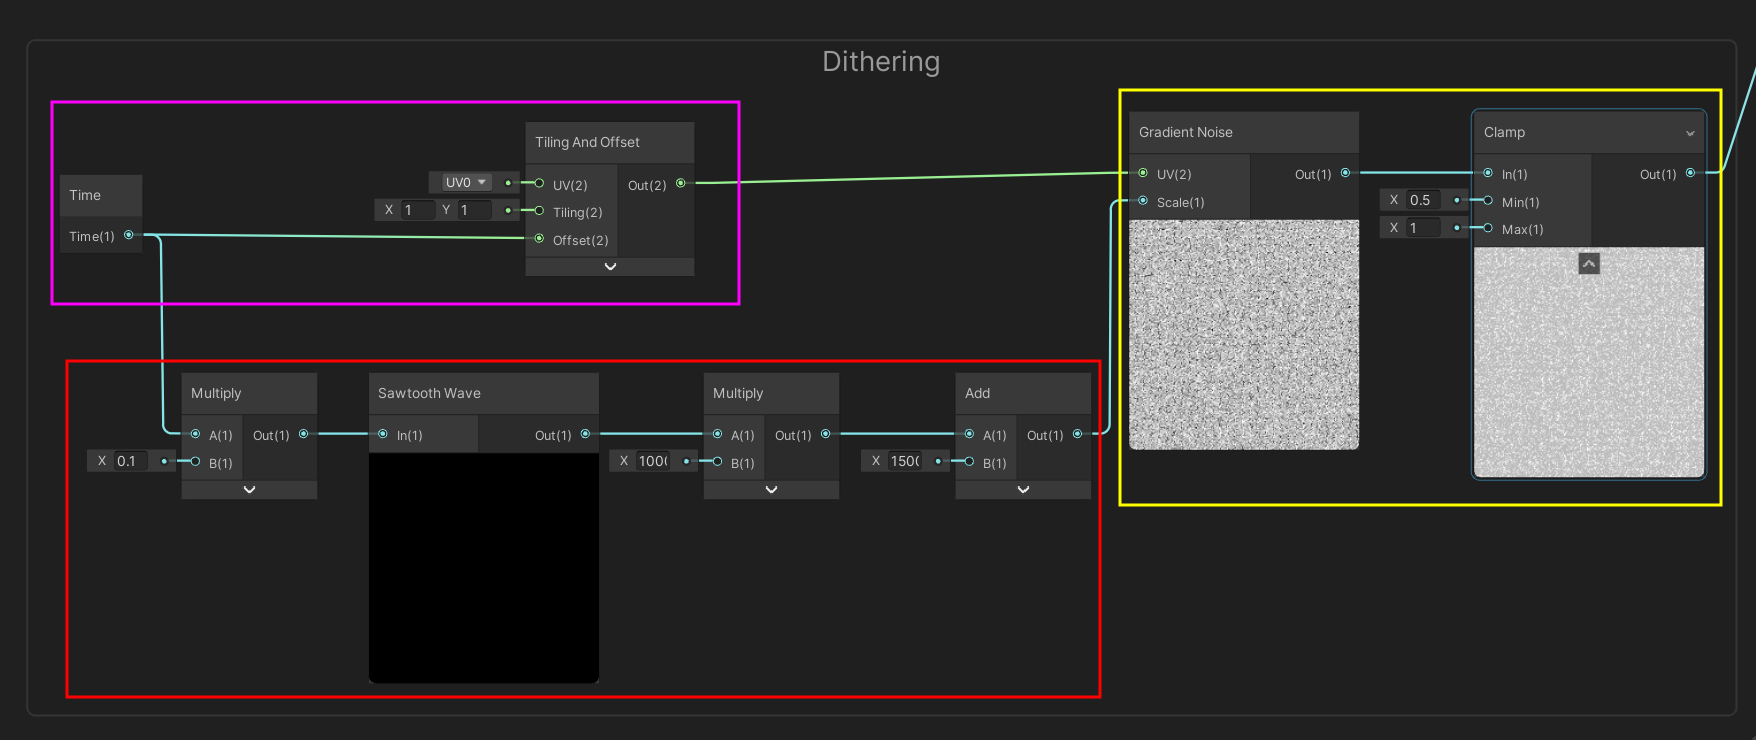 Dithering
Time
Time(1)
Tiling And Offset
UV0
UV(2)
Out(2)
X 1 Y 1
Tiling(2)
Offset(2)
Gradient Noise
UV(2)
Out(1)
Scale(1)
Clamp
In(1)
Out(1)
X 0.5
Min(1)
X 1
Max(1)
Multiply
A(1)
Out(1)
X 0.1
B(1)
Sawtooth Wave
In(1)
Out(1)
Multiply
A(1)
Out(1)
X 100
B(1)
Add
A(1)
Out(1)
X 150
B(1)